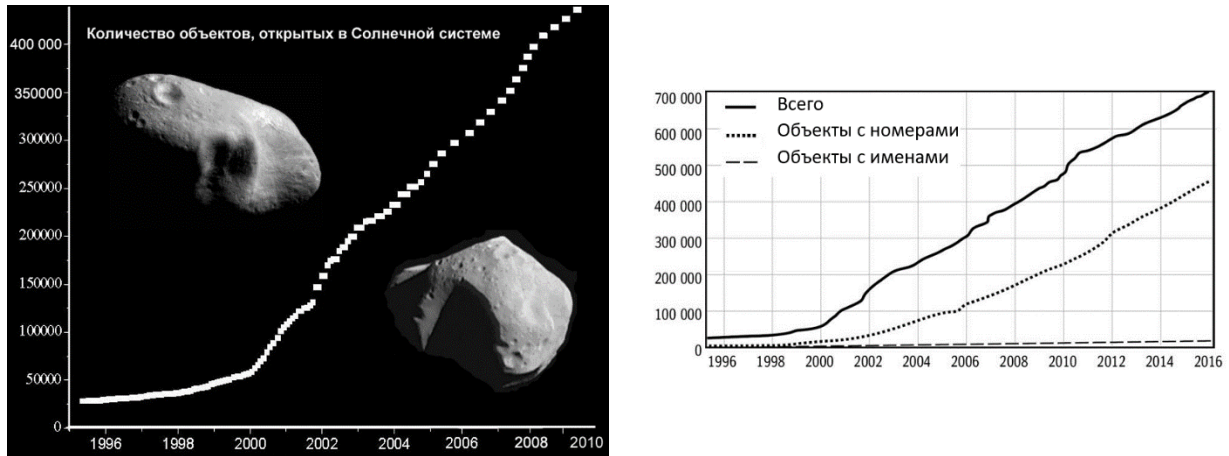 Количество объектов, открытых в Солнечной системе
400 000
350000
300000
250000
200000
150000
100000
50000
0
1996 1998 2000 2002 2004 2006 2008 2010
700 000
600 000
500 000
400 000
300 000
200 000
100 000
0
Всего
Объекты с номерами
Объекты с именами
1996 1998 2000 2002 2004 2006 2008 2010 2012 2014 2016